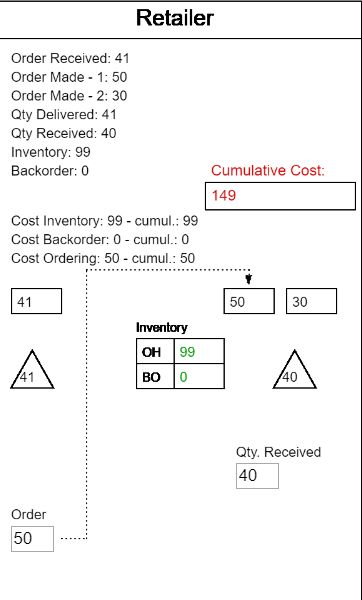 Retailer
Order Received: 41
Order Made - 1: 50
Order Made - 2: 30
Qty Delivered: 41
Qty Received: 40
Inventory: 99
Backorder: 0
Cumulative Cost:
149
Cost Inventory: 99 - cumul.: 99
Cost Backorder: 0 - cumul.: 0
Cost Ordering: 50 - cumul.: 50
41 50 30
Inventory
OH 99
BO 0
41 40
Qty. Received
40
Order
50